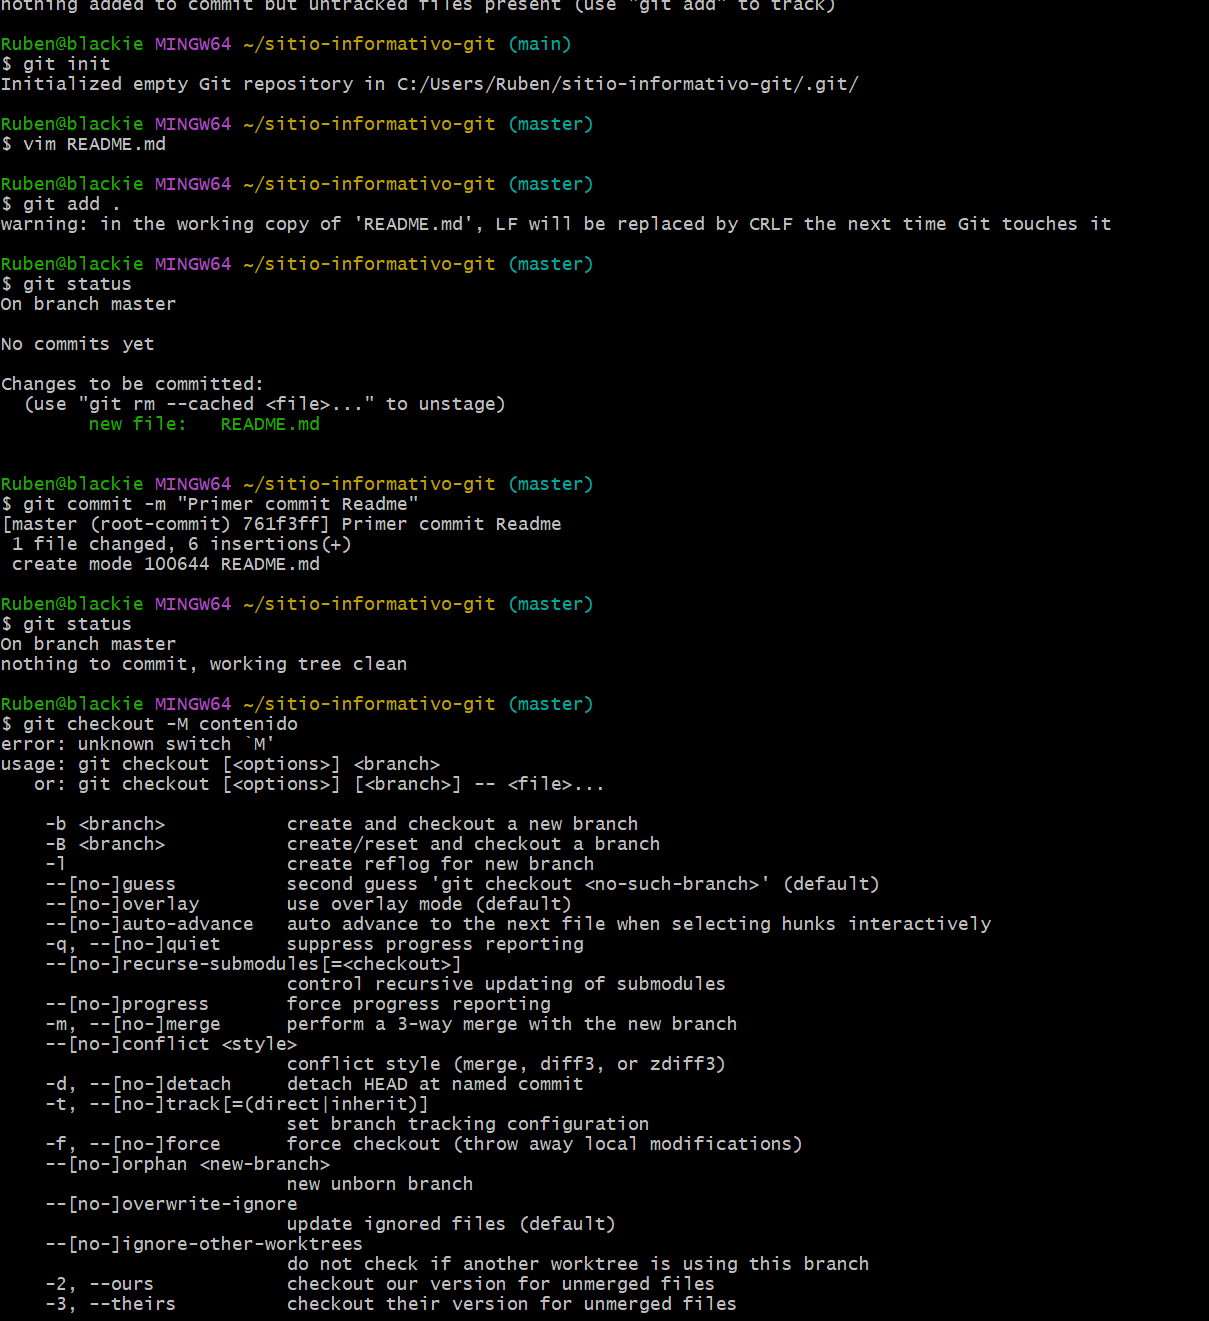 nothing added to commit but untracked files present (use "git add" to track)
Ruben@blackie MINGW64 ~/sitio-informativo-git (main)
$ git init
Initialized empty Git repository in C:/Users/Ruben/sitio-informativo-git/.git/
Ruben@blackie MINGW64 ~/sitio-informativo-git (master)
$ vim README.md
Ruben@blackie MINGW64 ~/sitio-informativo-git (master)
$ git add .
warning: in the working copy of 'README.md', LF will be replaced by CRLF the next time Git touches it
Ruben@blackie MINGW64 ~/sitio-informativo-git (master)
$ git status
On branch master
No commits yet
Changes to be committed:
  (use "git rm --cached <file>..." to unstage)
        new file:   README.md
Ruben@blackie MINGW64 ~/sitio-informativo-git (master)
$ git commit -m "Primer commit Readme"
[master (root-commit) 761f3ff] Primer commit Readme
 1 file changed, 6 insertions(+)
 create mode 100644 README.md
Ruben@blackie MINGW64 ~/sitio-informativo-git (master)
$ git status
On branch master
nothing to commit, working tree clean
Ruben@blackie MINGW64 ~/sitio-informativo-git (master)
$ git checkout -M contenido
error: unknown switch `M'
usage: git checkout [<options>] <branch>
   or: git checkout [<options>] [<branch>] -- <file>...
    -b <branch>           create and checkout a new branch
    -B <branch>           create/reset and checkout a branch
    -l                    create reflog for new branch
    --[no-]guess          second guess 'git checkout <no-such-branch>' (default)
    --[no-]overlay        use overlay mode (default)
    --[no-]auto-advance   auto advance to the next file when selecting hunks interactively
    -q, --[no-]quiet      suppress progress reporting
    --[no-]recurse-submodules[=<checkout>]
                          control recursive updating of submodules
    --[no-]progress       force progress reporting
    -m, --[no-]merge      perform a 3-way merge with the new branch
    --[no-]conflict <style>
                          conflict style (merge, diff3, or zdiff3)
    -d, --[no-]detach     detach HEAD at named commit
    -t, --[no-]track[=(direct|inherit)]
                          set branch tracking configuration
    -f, --[no-]force      force checkout (throw away local modifications)
    --[no-]orphan <new-branch>
                          new unborn branch
    --[no-]overwrite-ignore
                          update ignored files (default)
    --[no-]ignore-other-worktrees
                          do not check if another worktree is using this branch
    -2, --ours            checkout our version for unmerged files
    -3, --theirs          checkout their version for unmerged files